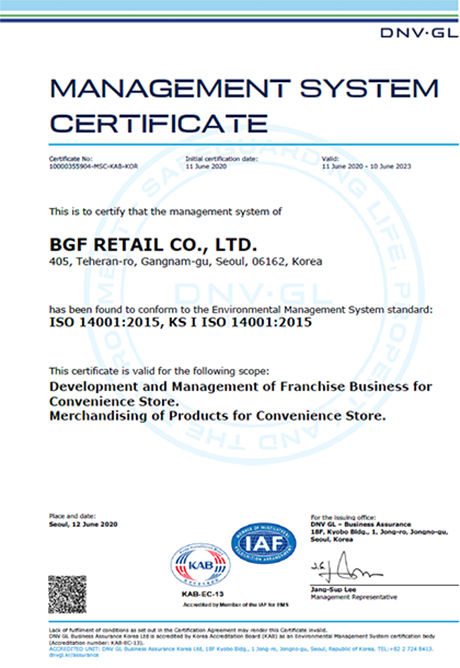 DNV·GL
MANAGEMENT SYSTEM
CERTIFICATE
Certificate No: Initial certification date: Valid:
10000355904-MSC-KAB-KOR 11 June 2020 11 June 2020 - 10 June 2023
This is to certify that the management system of
BGF RETAIL CO., LTD.
405, Teheran-ro, Gangnam-gu, Seoul, 06162, Korea
DNV·GL
has been found to conform to the Environmental Management System standard:
ISO 14001:2015, KS I ISO 14001:2015
This certificate is valid for the following scope:
Development and Management of Franchise Business for
Convenience Store.
Merchandising of Products for Convenience Store.
Place and date:
Seoul, 12 June 2020
For the issuing office:
DNV GL – Business Assurance
18F, Kyobo Bldg., 1, Jong-ro, Jongno-gu,
Seoul, Korea
IAF
KAB
KAB-EC-13
Accredited by Member of the IAF for EMS
Jang-Sup Lee
Management Representative
Lack of fulfilment of conditions as set out in the Certification Agreement may render this Certificate invalid.
DNV GL Business Assurance Korea Ltd is accredited by Korea Accreditation Board (KAB) as an Environmental Management System certification body
(Accreditation number: KAB-EC-13).
ACCREDITED UNIT: DNV GL Business Assurance Korea Ltd, 18F Kyobo Bldg., 1 Jong-ro, Jongno-gu, Seoul, Republic of Korea, TEL:+82 2 724 8413.
dnvgl.kr/assurance